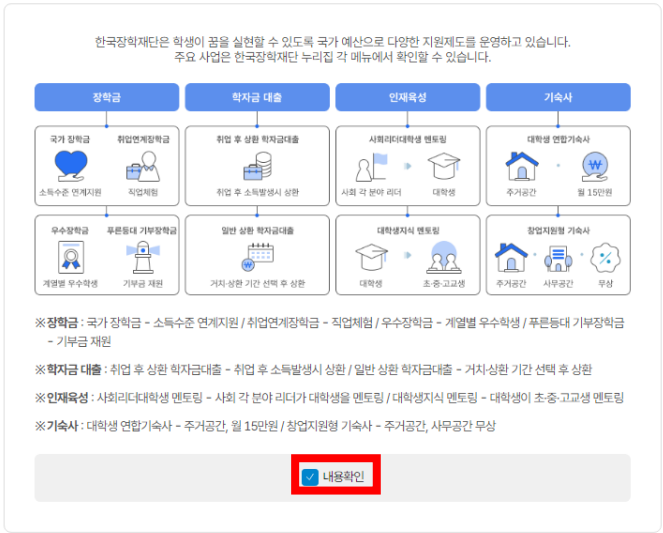 한국장학재단은 학생이 꿈을 실현할 수 있도록 국가 예산으로 다양한 지원제도를 운영하고 있습니다.
주요 사업은 한국장학재단 누리집 각 메뉴에서 확인할 수 있습니다.
장학금
학자금 대출
인재육성
기숙사
국가 장학금 취업연계장학금
소득수준 연계지원 직업체험
취업 후 상환 학자금대출
취업 후 소득발생시 상환
사회리더대학생 멘토링
사회 각 분야 리더 대학생
대학생 연합기숙사
₩
주거공간 월 15만원
우수장학금 푸른등대 기부장학금
계열별 우수학생 기부금 재원
일반 상환 학자금대출
₩
거치·상환 기간 선택 후 상환
대학생지식 멘토링
대학생 초·중·고교생
창업지원형 기숙사
%
주거공간 사무공간 무상
※ 장학금 : 국가 장학금 - 소득수준 연계지원 / 취업연계장학금 - 직업체험 / 우수장학금 - 계열별 우수학생 / 푸른등대 기부장학금
- 기부금 재원
※ 학자금 대출 : 취업 후 상환 학자금대출 - 취업 후 소득발생시 상환 / 일반 상환 학자금대출 - 거치·상환 기간 선택 후 상환
※ 인재육성 : 사회리더대학생 멘토링 - 사회 각 분야 리더가 대학생을 멘토링 / 대학생지식 멘토링 - 대학생이 초·중·고교생 멘토링
※ 기숙사 : 대학생 연합기숙사 - 주거공간, 월 15만원 / 창업지원형 기숙사 - 주거공간, 사무공간 무상
내용확인